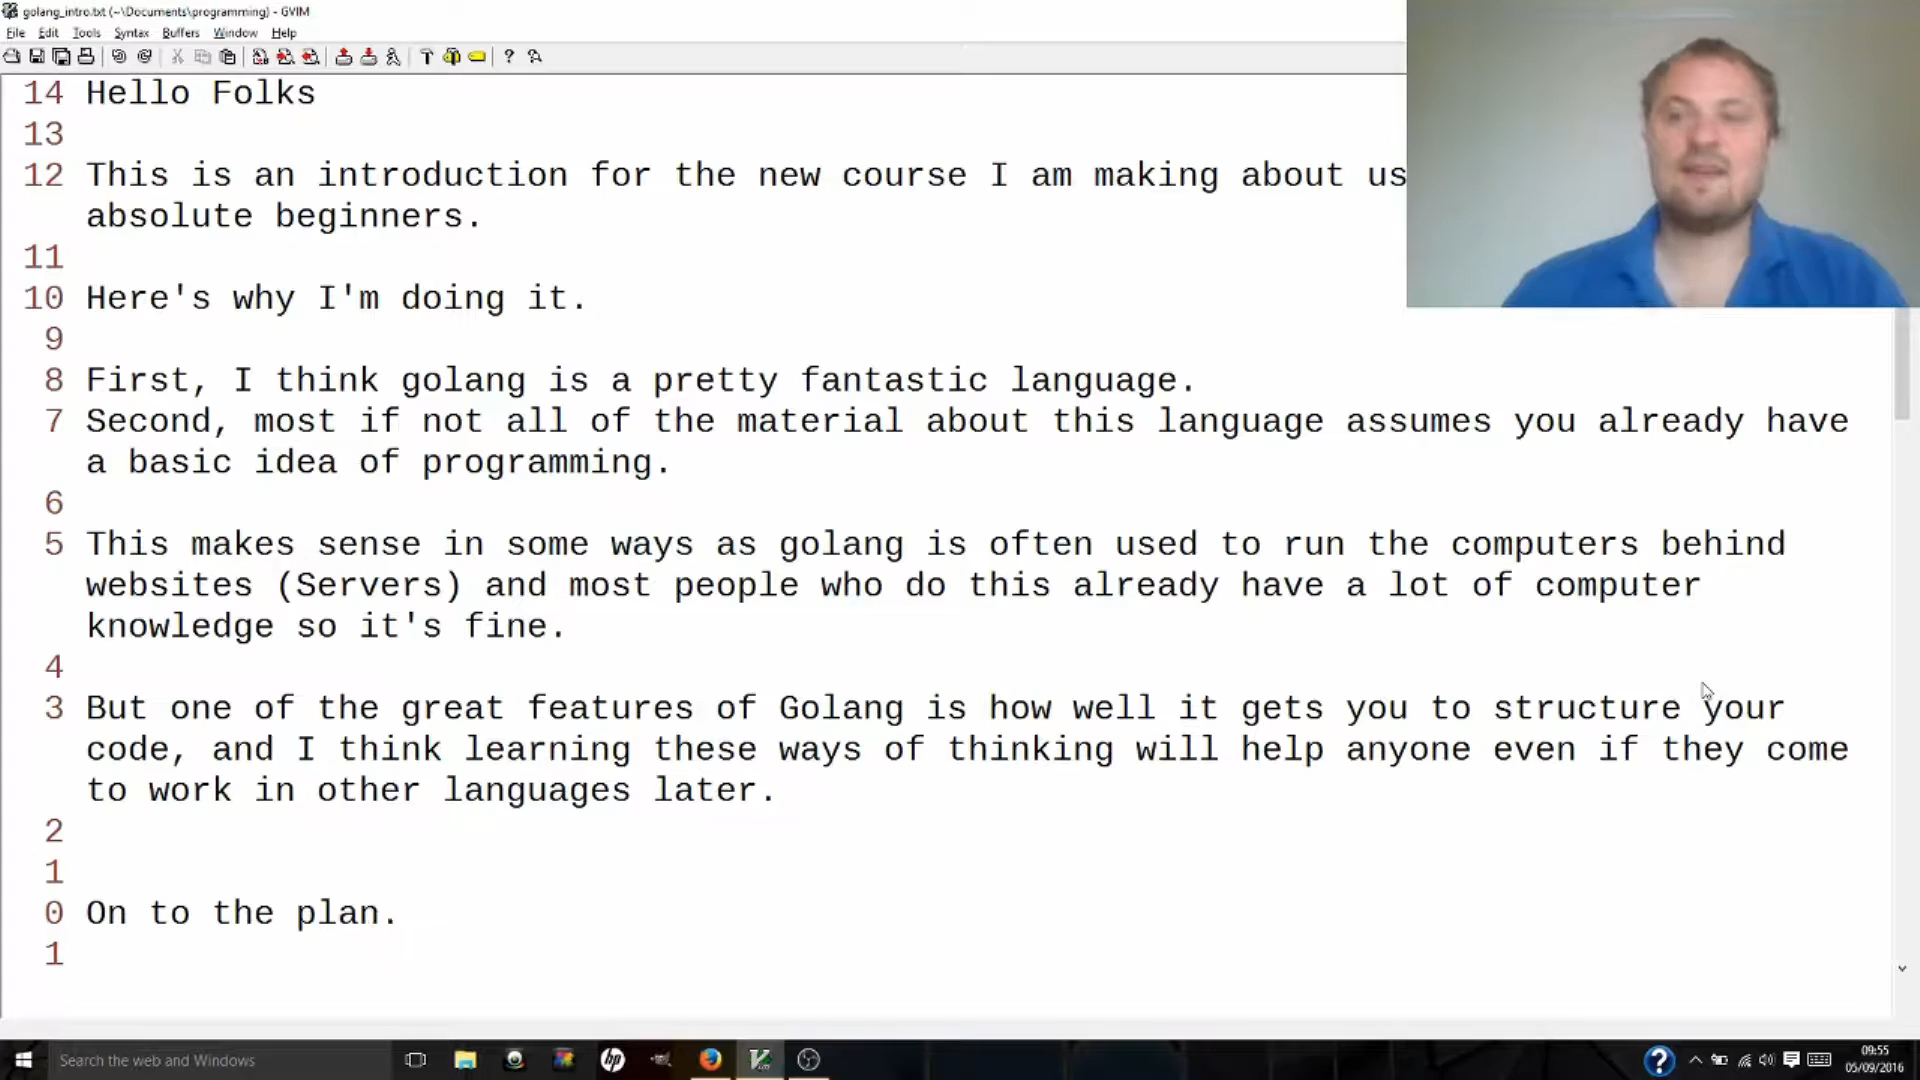 golang_intro.txt (~\Documents\programming) - GVIM
File Edit Tools Syntax Buffers Window Help
14 Hello Folks
13
12 This is an introduction for the new course I am making about us
absolute beginners.
11
10 Here's why I'm doing it.
9
8 First, I think golang is a pretty fantastic language.
7 Second, most if not all of the material about this language assumes you already have
a basic idea of programming.
6
5 This makes sense in some ways as golang is often used to run the computers behind
websites (Servers) and most people who do this already have a lot of computer
knowledge so it's fine.
4
3 But one of the great features of Golang is how well it gets you to structure your
code, and I think learning these ways of thinking will help anyone even if they come
to work in other languages later.
2
1
0 On to the plan.
1
Search the web and Windows
hp
09:55
05/09/2016